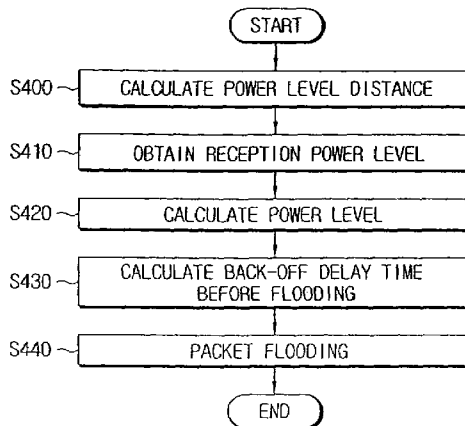 START
S400 CALCULATE POWER LEVEL DISTANCE
S410 OBTAIN RECEPTION POWER LEVEL
S420 CALCULATE POWER LEVEL
S430 CALCULATE BACK-OFF DELAY TIME
BEFORE FLOODING
S440 PACKET FLOODING
END